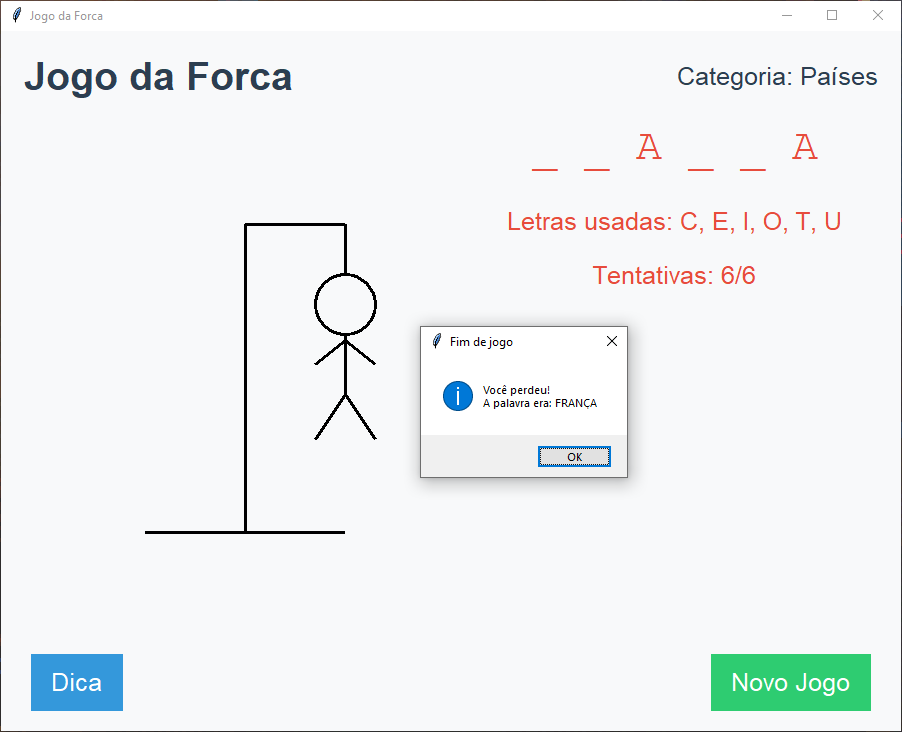 Jogo da Forca
Jogo da Forca
Categoria: Países
_ _ A _ _ A
Letras usadas: C, E, I, O, T, U
Tentativas: 6/6
Fim de jogo
Você perdeu!
A palavra era: FRANÇA
OK
Dica
Novo Jogo